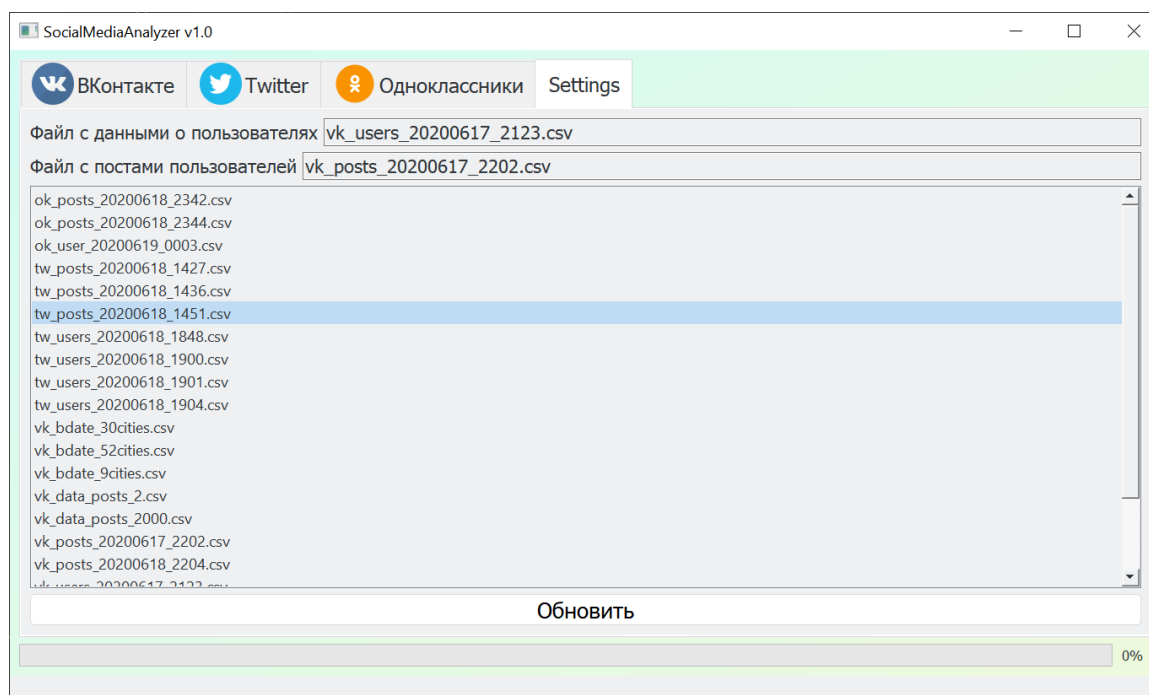 SocialMediaAnalyzer v1.0
ВКонтакте Twitter Одноклассники Settings
Файл с данными о пользователях vk_users_20200617_2123.csv
Файл с постами пользователей vk_posts_20200617_2202.csv
ok_posts_20200618_2342.csv
ok_posts_20200618_2344.csv
ok_user_20200619_0003.csv
tw_posts_20200618_1427.csv
tw_posts_20200618_1436.csv
tw_posts_20200618_1451.csv
tw_users_20200618_1848.csv
tw_users_20200618_1900.csv
tw_users_20200618_1901.csv
tw_users_20200618_1904.csv
vk_bdate_30cities.csv
vk_bdate_52cities.csv
vk_bdate_9cities.csv
vk_data_posts_2.csv
vk_data_posts_2000.csv
vk_posts_20200617_2202.csv
vk_posts_20200618_2204.csv
vk_users_20200617_2123.csv
Обновить
0%